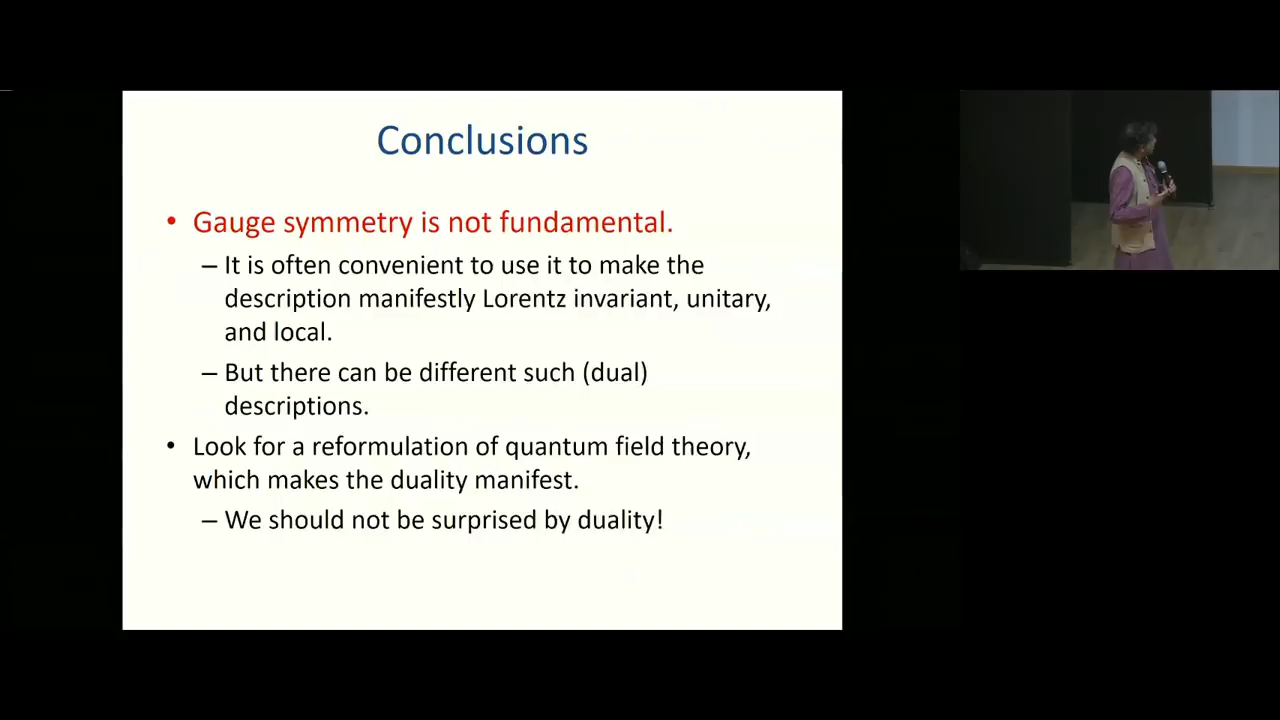 Conclusions
• Gauge symmetry is not fundamental.
– It is often convenient to use it to make the
description manifestly Lorentz invariant, unitary,
and local.
– But there can be different such (dual)
descriptions.
• Look for a reformulation of quantum field theory,
which makes the duality manifest.
– We should not be surprised by duality!